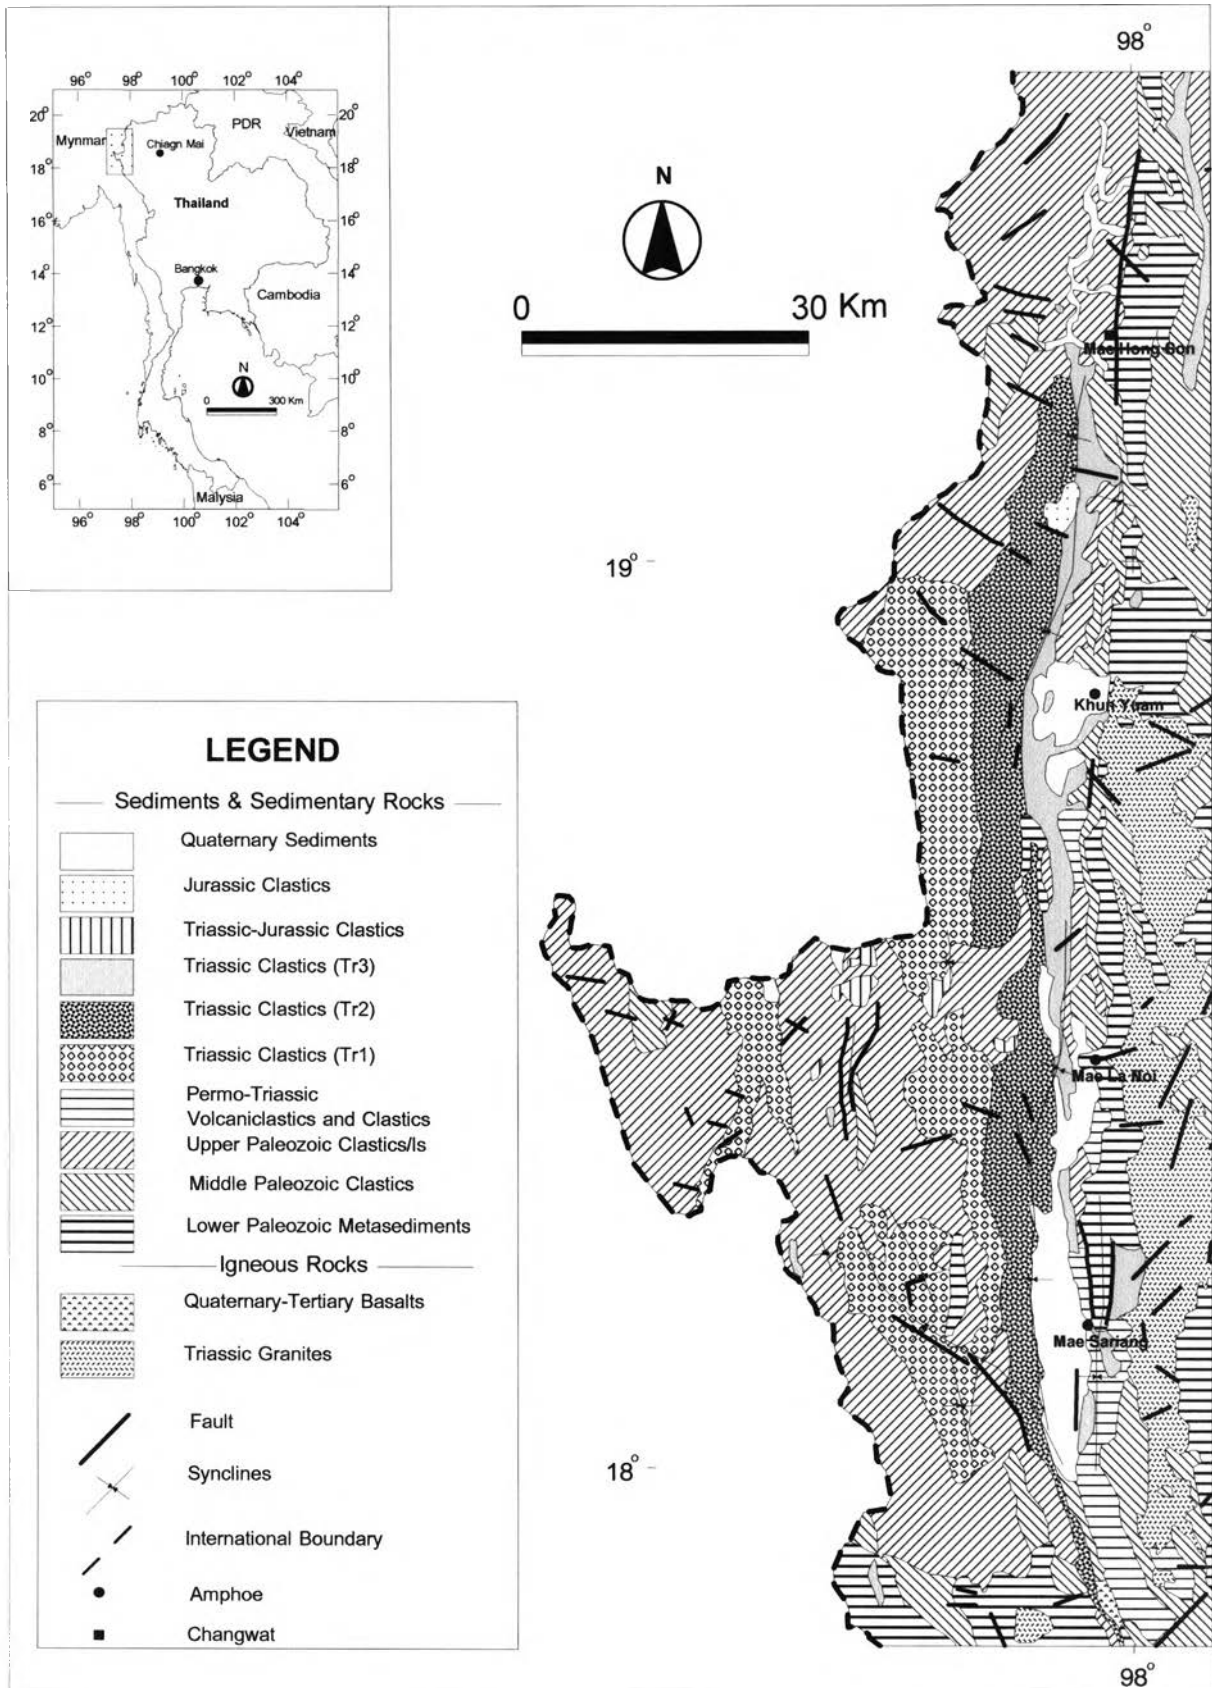 96° 98° 100° 102° 104°
20° 20°
PDR
Vietnam
Mynmar
Chiagn Mai
18° 18°
Thailand
16° 16°
Bangkok
14° 14°
Cambodia
12° 12°
N
10° 10°
0 300 Km
8° 8°
6° 6°
Malysia
96° 98° 100° 102° 104°
98°
N
0 30 Km
Mae Hong Son
19°
Khun Yuam
Mae La Noi
Mae Sariang
18°
98°
LEGEND
Sediments & Sedimentary Rocks
Quaternary Sediments
Jurassic Clastics
Triassic-Jurassic Clastics
Triassic Clastics (Tr3)
Triassic Clastics (Tr2)
Triassic Clastics (Tr1)
Permo-Triassic
Volcaniclastics and Clastics
Upper Paleozoic Clastics/ls
Middle Paleozoic Clastics
Lower Paleozoic Metasediments
Igneous Rocks
Quaternary-Tertiary Basalts
Triassic Granites
Fault
Synclines
International Boundary
Amphoe
Changwat